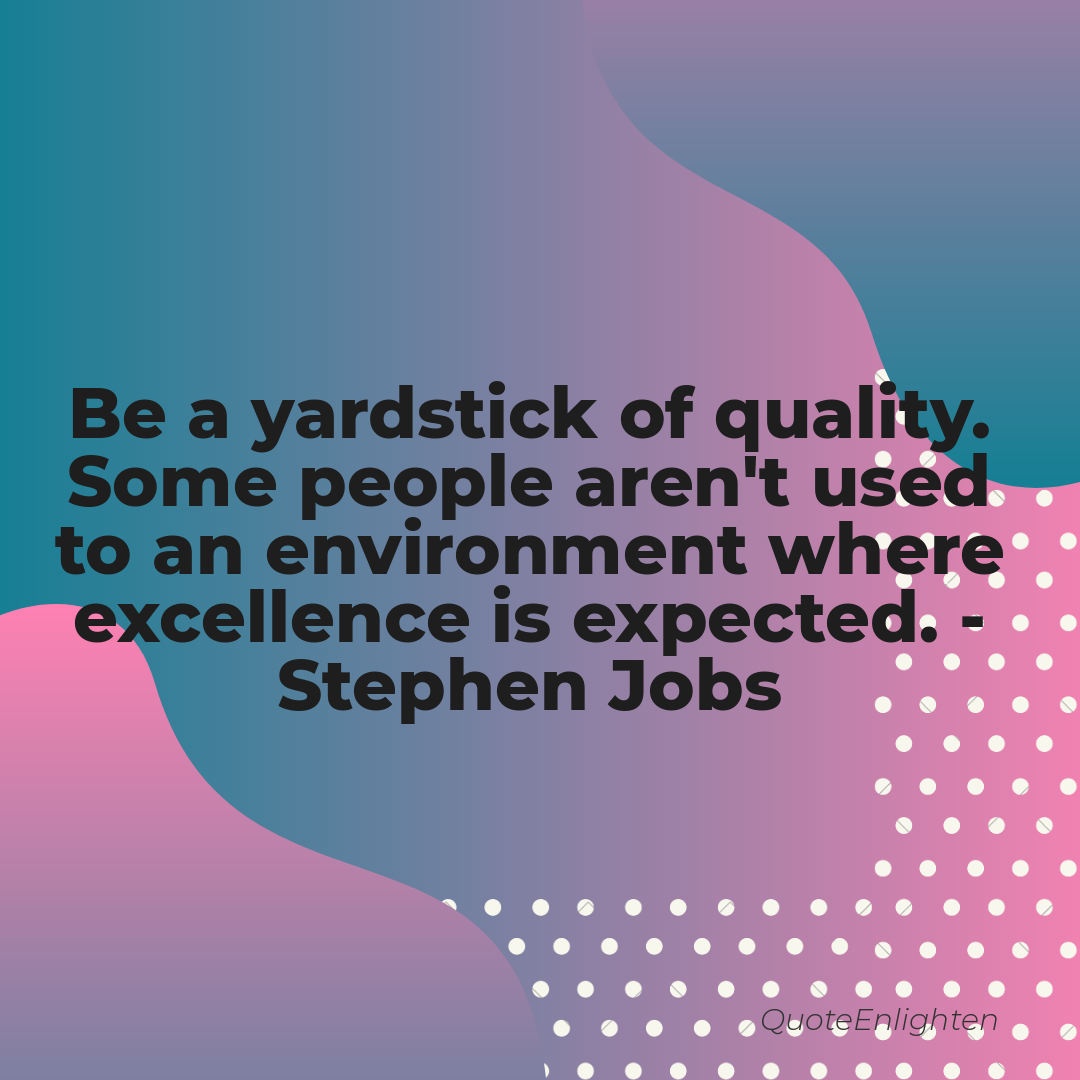 Be a yardstick of quality.
Some people aren't used
to an environment where
excellence is expected. -
Stephen Jobs
QuoteEnlighten